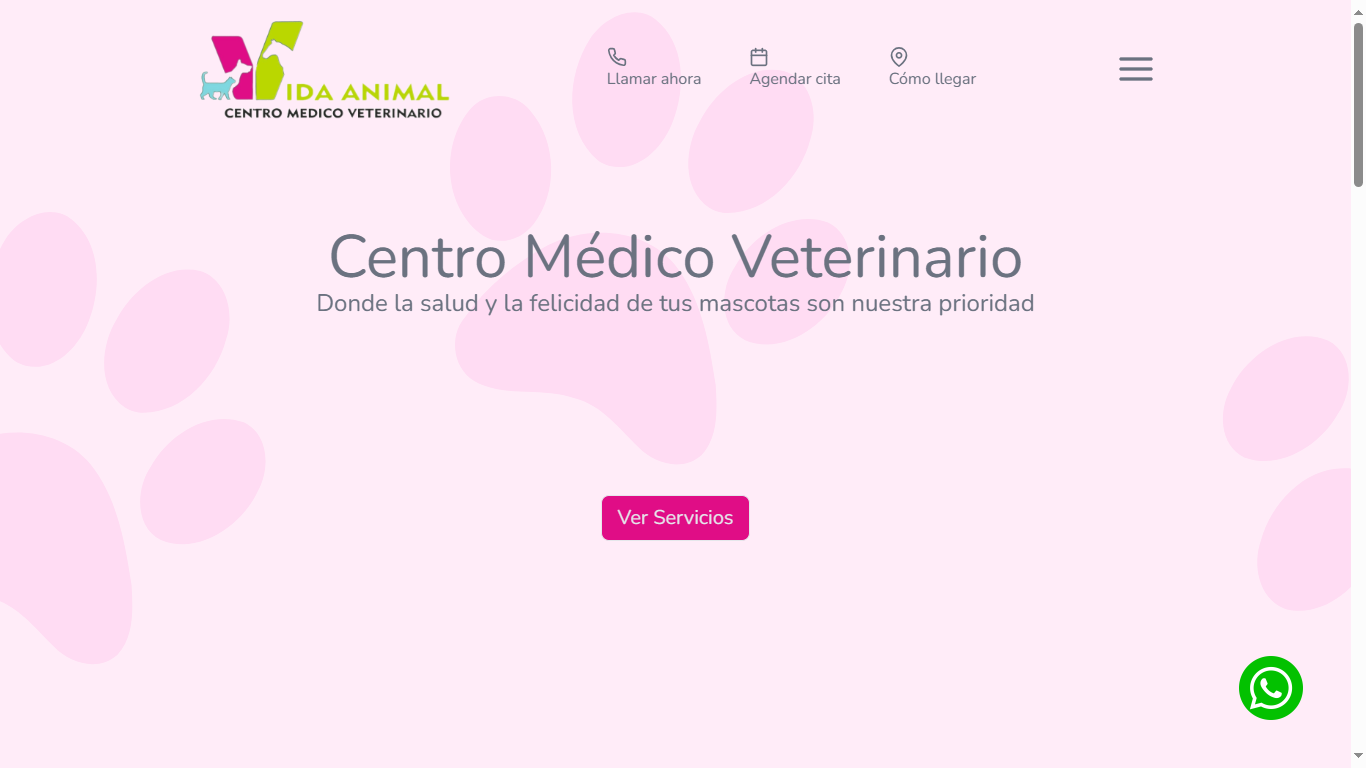 VIDA ANIMAL
CENTRO MEDICO VETERINARIO
Llamar ahora
Agendar cita
Cómo llegar
Centro Médico Veterinario
Donde la salud y la felicidad de tus mascotas son nuestra prioridad
Ver Servicios